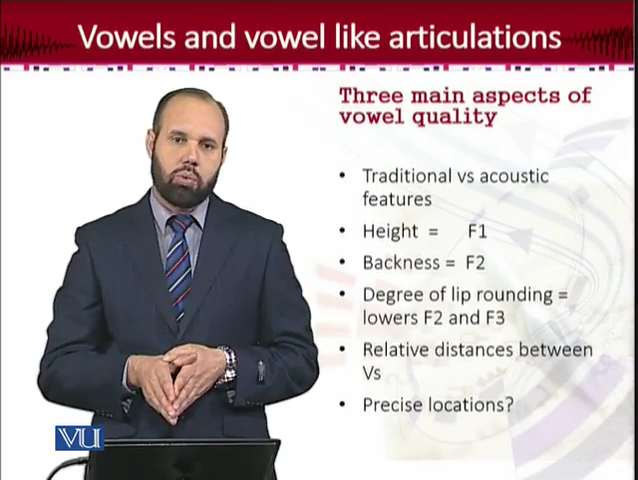 Vowels and vowel like articulations
Three main aspects of
vowel quality
• Traditional vs acoustic
features
• Height = F1
• Backness = F2
• Degree of lip rounding =
lowers F2 and F3
• Relative distances between
Vs
• Precise locations?
VU